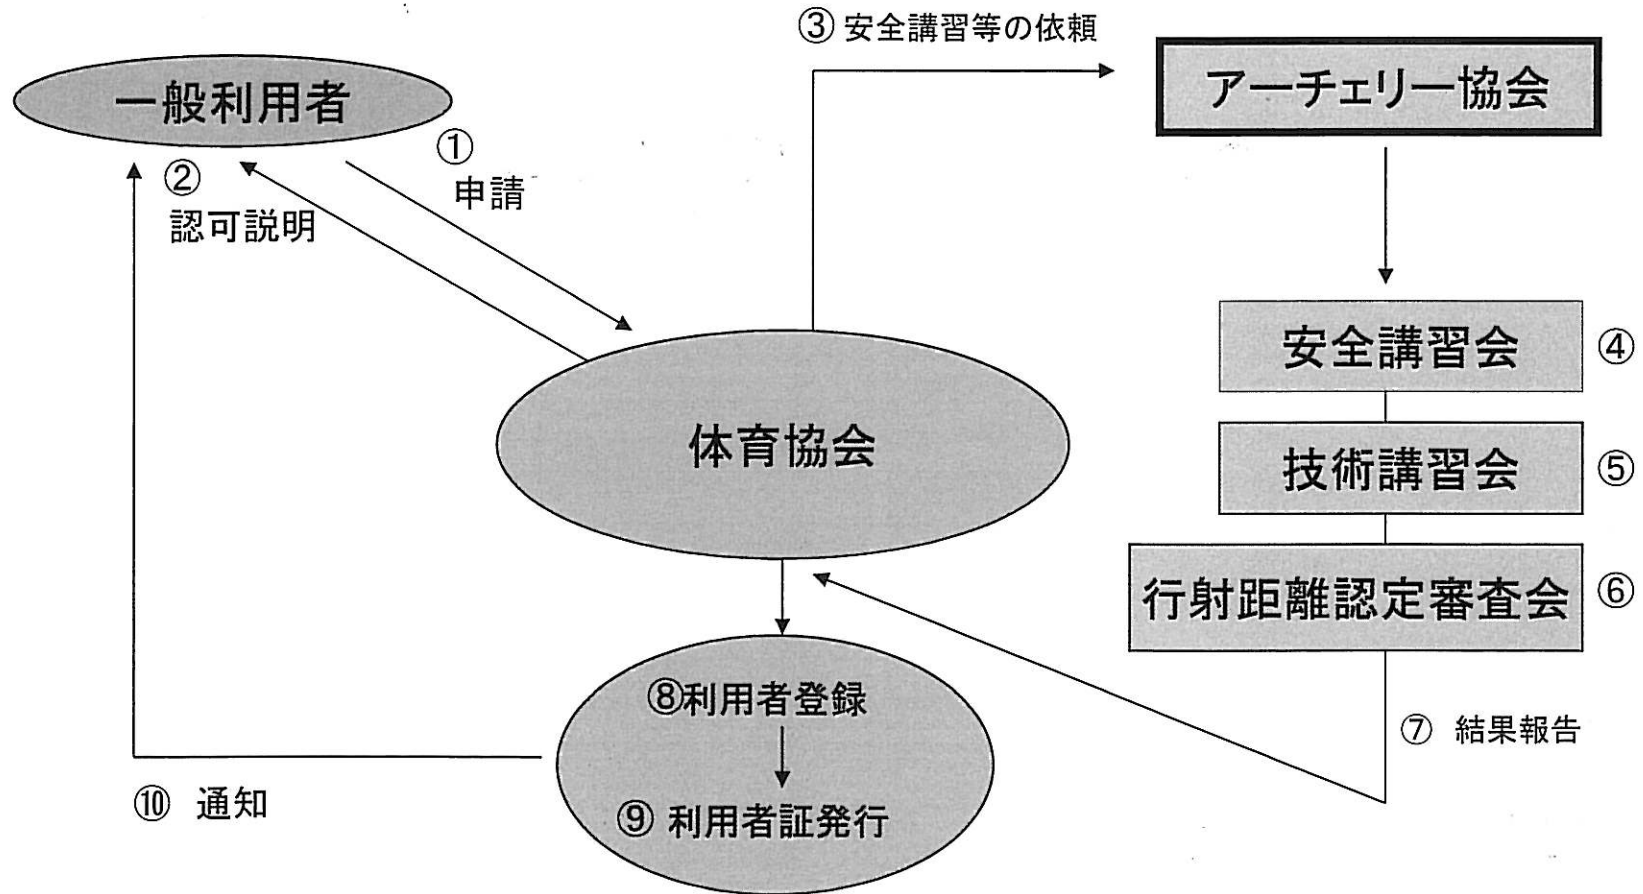 ③ 安全講習等の依頼
アーチェリー協会
一般利用者
①
申請
②
認可説明
安全講習会 ④
体育協会
技術講習会 ⑤
行射距離認定審査会 ⑥
⑧利用者登録
⑦ 結果報告
⑩ 通知
⑨ 利用者証発行